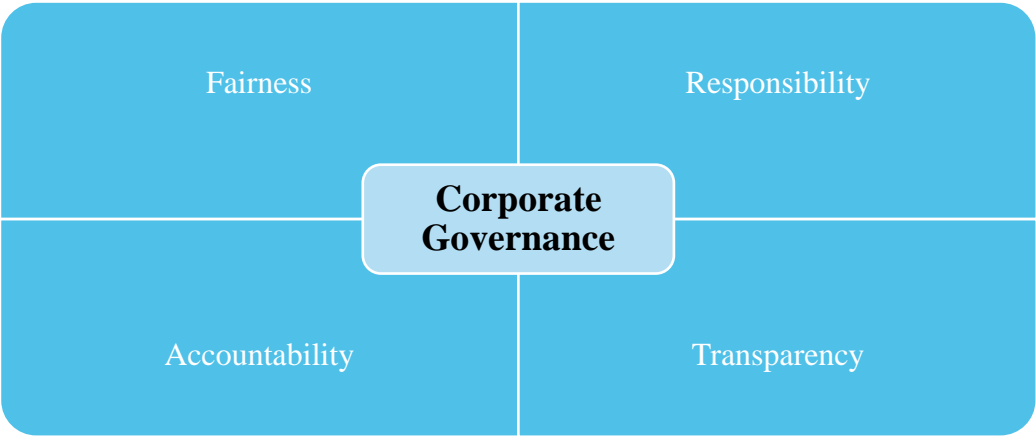 Fairness
Responsibility
Corporate
Governance
Accountability
Transparency